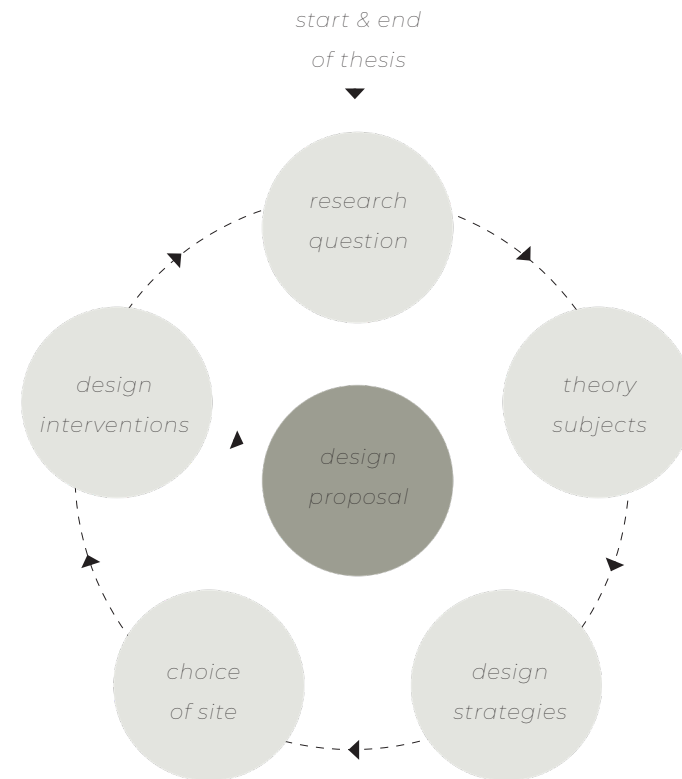 start & end
of thesis
research
question
design
interventions
theory
subjects
design
proposal
choice
of site
design
strategies